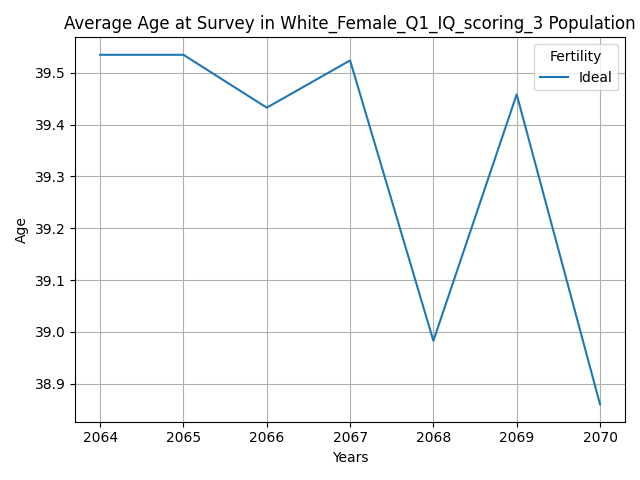 Average Age at Survey in White_Female_Q1_IQ_scoring_3 Population
Fertility
Ideal
39.5
39.4
39.3
39.2
39.1
39.0
38.9
Age
2064 2065 2066 2067 2068 2069 2070
Years